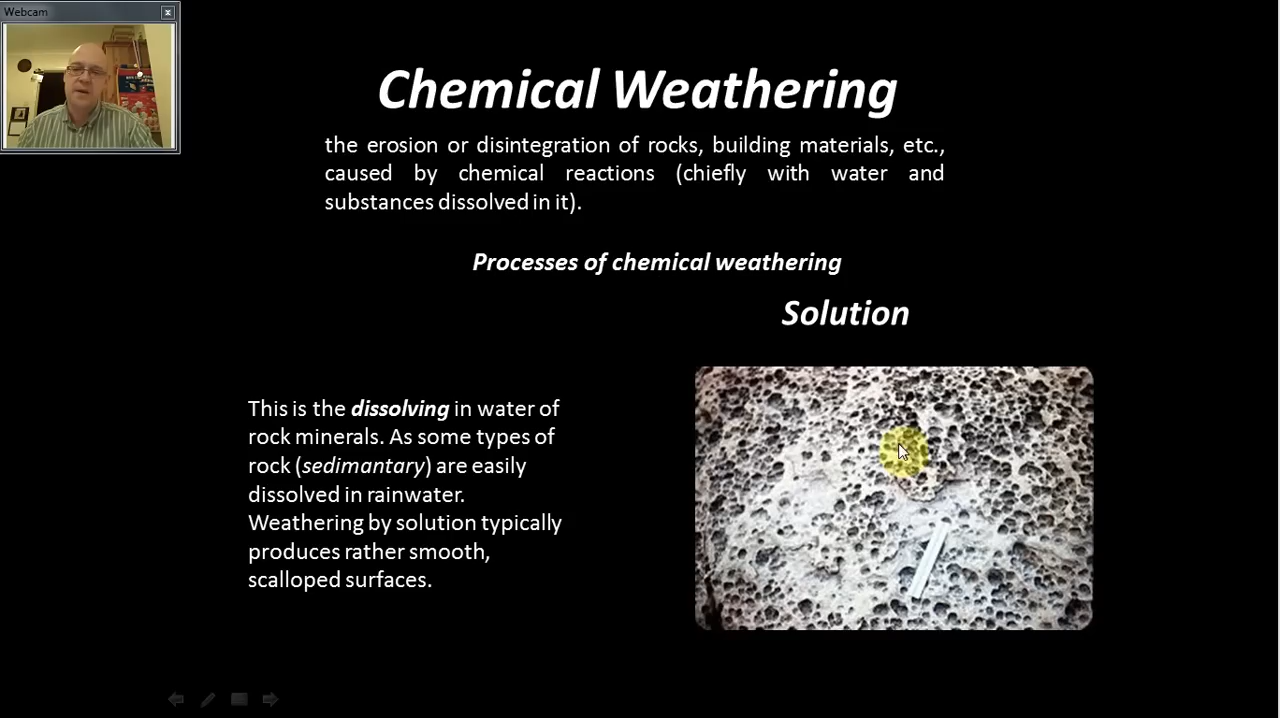 Webcam
Chemical Weathering
the erosion or disintegration of rocks, building materials, etc.,
caused by chemical reactions (chiefly with water and
substances dissolved in it).
Processes of chemical weathering
Solution
This is the dissolving in water of
rock minerals. As some types of
rock (sedimantary) are easily
dissolved in rainwater.
Weathering by solution typically
produces rather smooth,
scalloped surfaces.